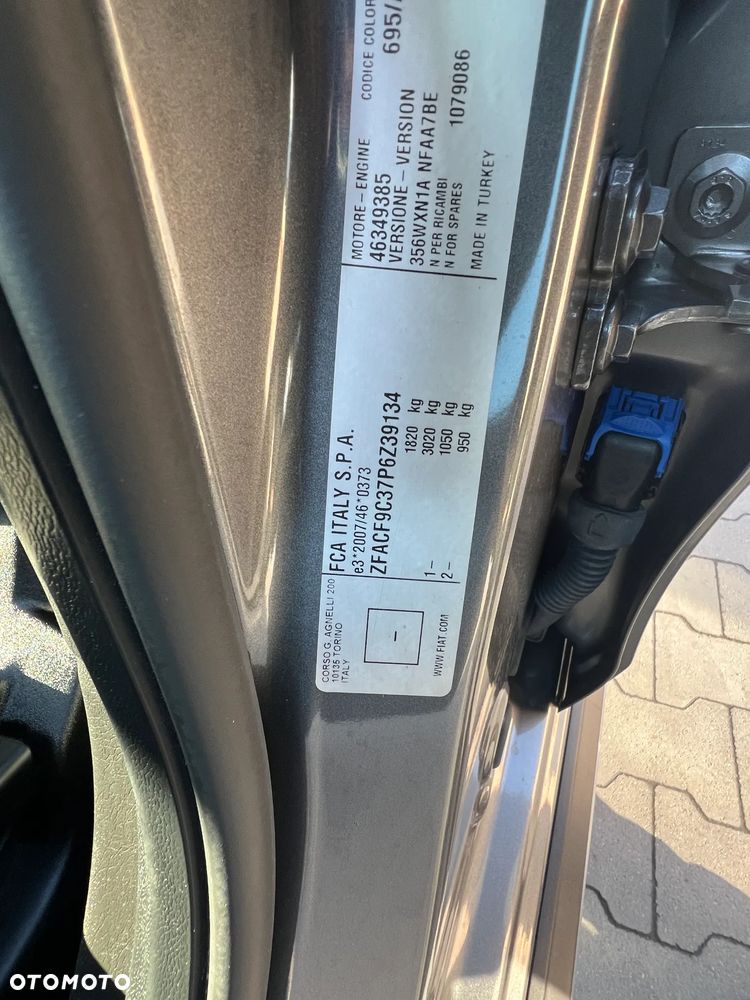 CORSO G. AGNELLI 200
10135 TORINO
ITALY
-
WWW.FIAT.COM
FCA ITALY S.P.A.
e3*2007/46*0373
ZFACF9C37P6Z39134
1820 kg
3020 kg
1– 1050 kg
2– 950 kg
MOTORE – ENGINE CODICE COLOR
46349385 695/
VERSIONE – VERSION
356WXN1A NFAA7BE
N PER RICAMBI
N FOR SPARES 1079086
MADE IN TURKEY
OTOMOTO